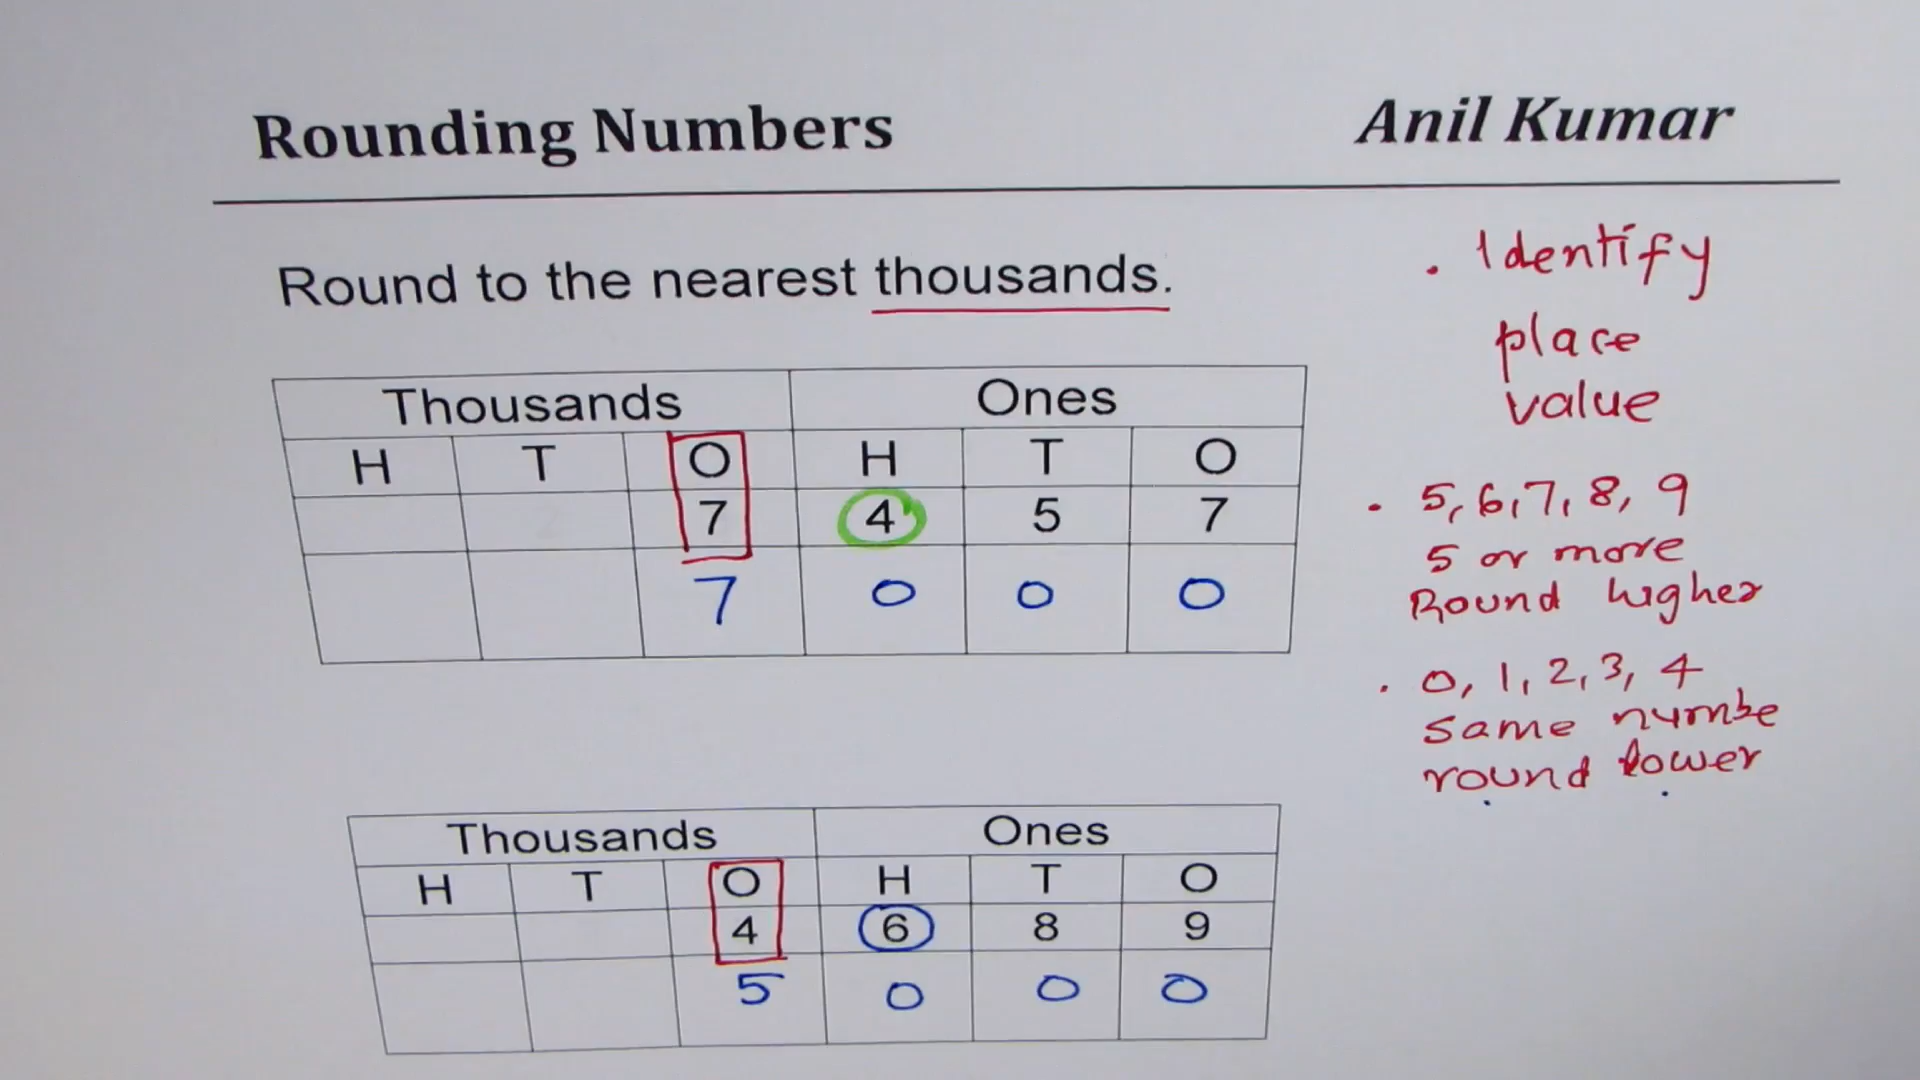 Rounding Numbers Anil Kumar
Round to the nearest thousands.
Thousands Ones
H T O H T O
7 4 5 7
7 0 0 0
Thousands Ones
H T O H T O
4 6 8 9
5 0 0 0
. Identify
place
value
. 5, 6, 7, 8, 9
5 or more
Round higher
. 0, 1, 2, 3, 4
same numbe
round lower